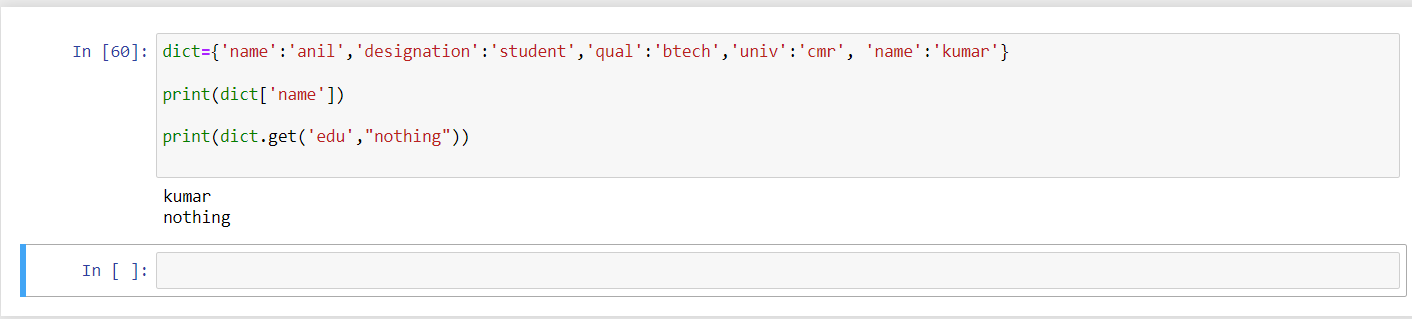 In [60]: dict={'name':'anil','designation':'student','qual':'btech','univ':'cmr', 'name':'kumar'}
print(dict['name'])
print(dict.get('edu',"nothing"))
kumar
nothing
In [ ]: